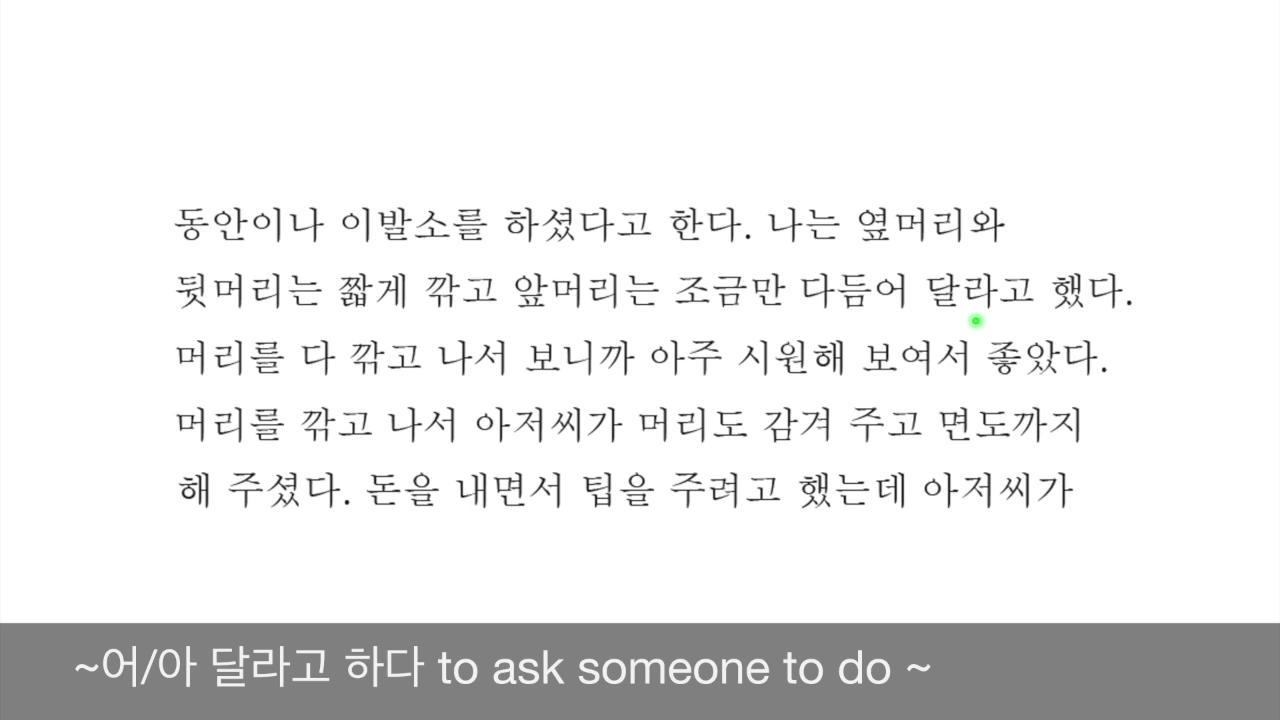 동안이나 이발소를 하셨다고 한다. 나는 옆머리와
뒷머리는 짧게 깎고 앞머리는 조금만 다듬어 달라고 했다.
머리를 다 깎고 나서 보니까 아주 시원해 보여서 좋았다.
머리를 깎고 나서 아저씨가 머리도 감겨 주고 면도까지
해 주셨다. 돈을 내면서 팁을 주려고 했는데 아저씨가
~어/아 달라고 하다 to ask someone to do ~